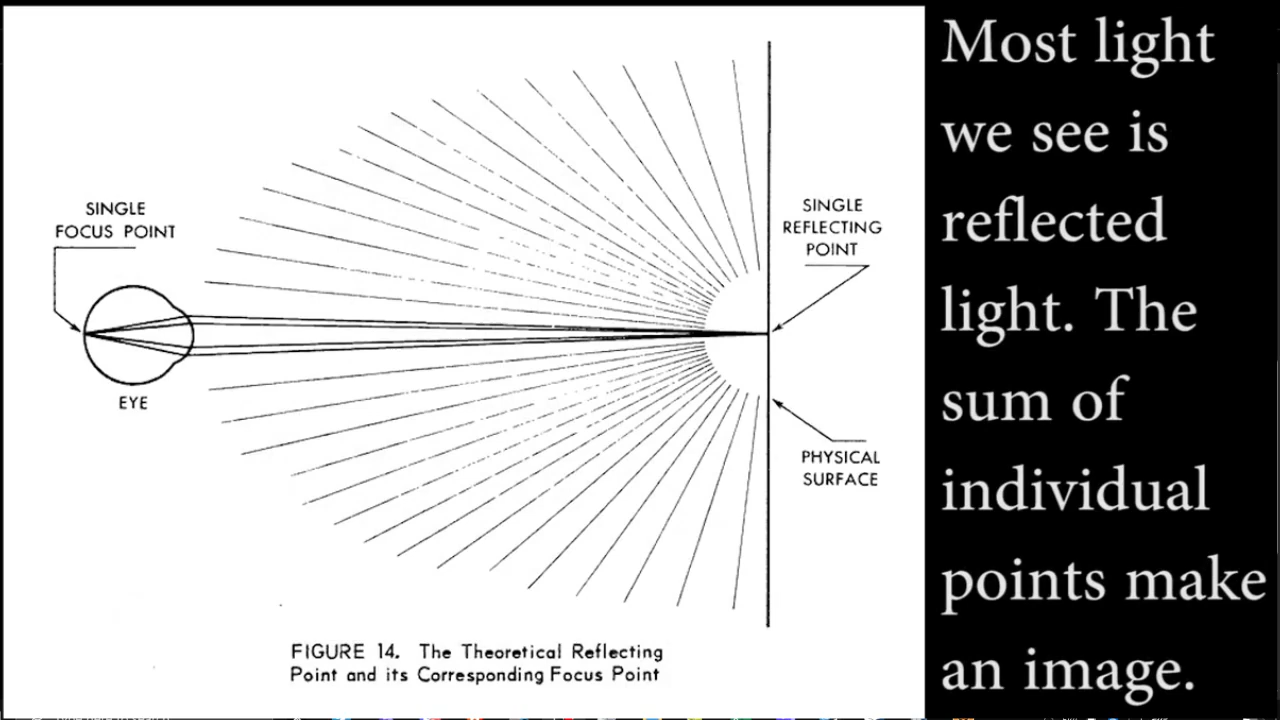 SINGLE
FOCUS POINT
EYE
SINGLE
REFLECTING
POINT
PHYSICAL
SURFACE
FIGURE 14. The Theoretical Reflecting
Point and its Corresponding Focus Point
Most light
we see is
reflected
light. The
sum of
individual
points make
an image.